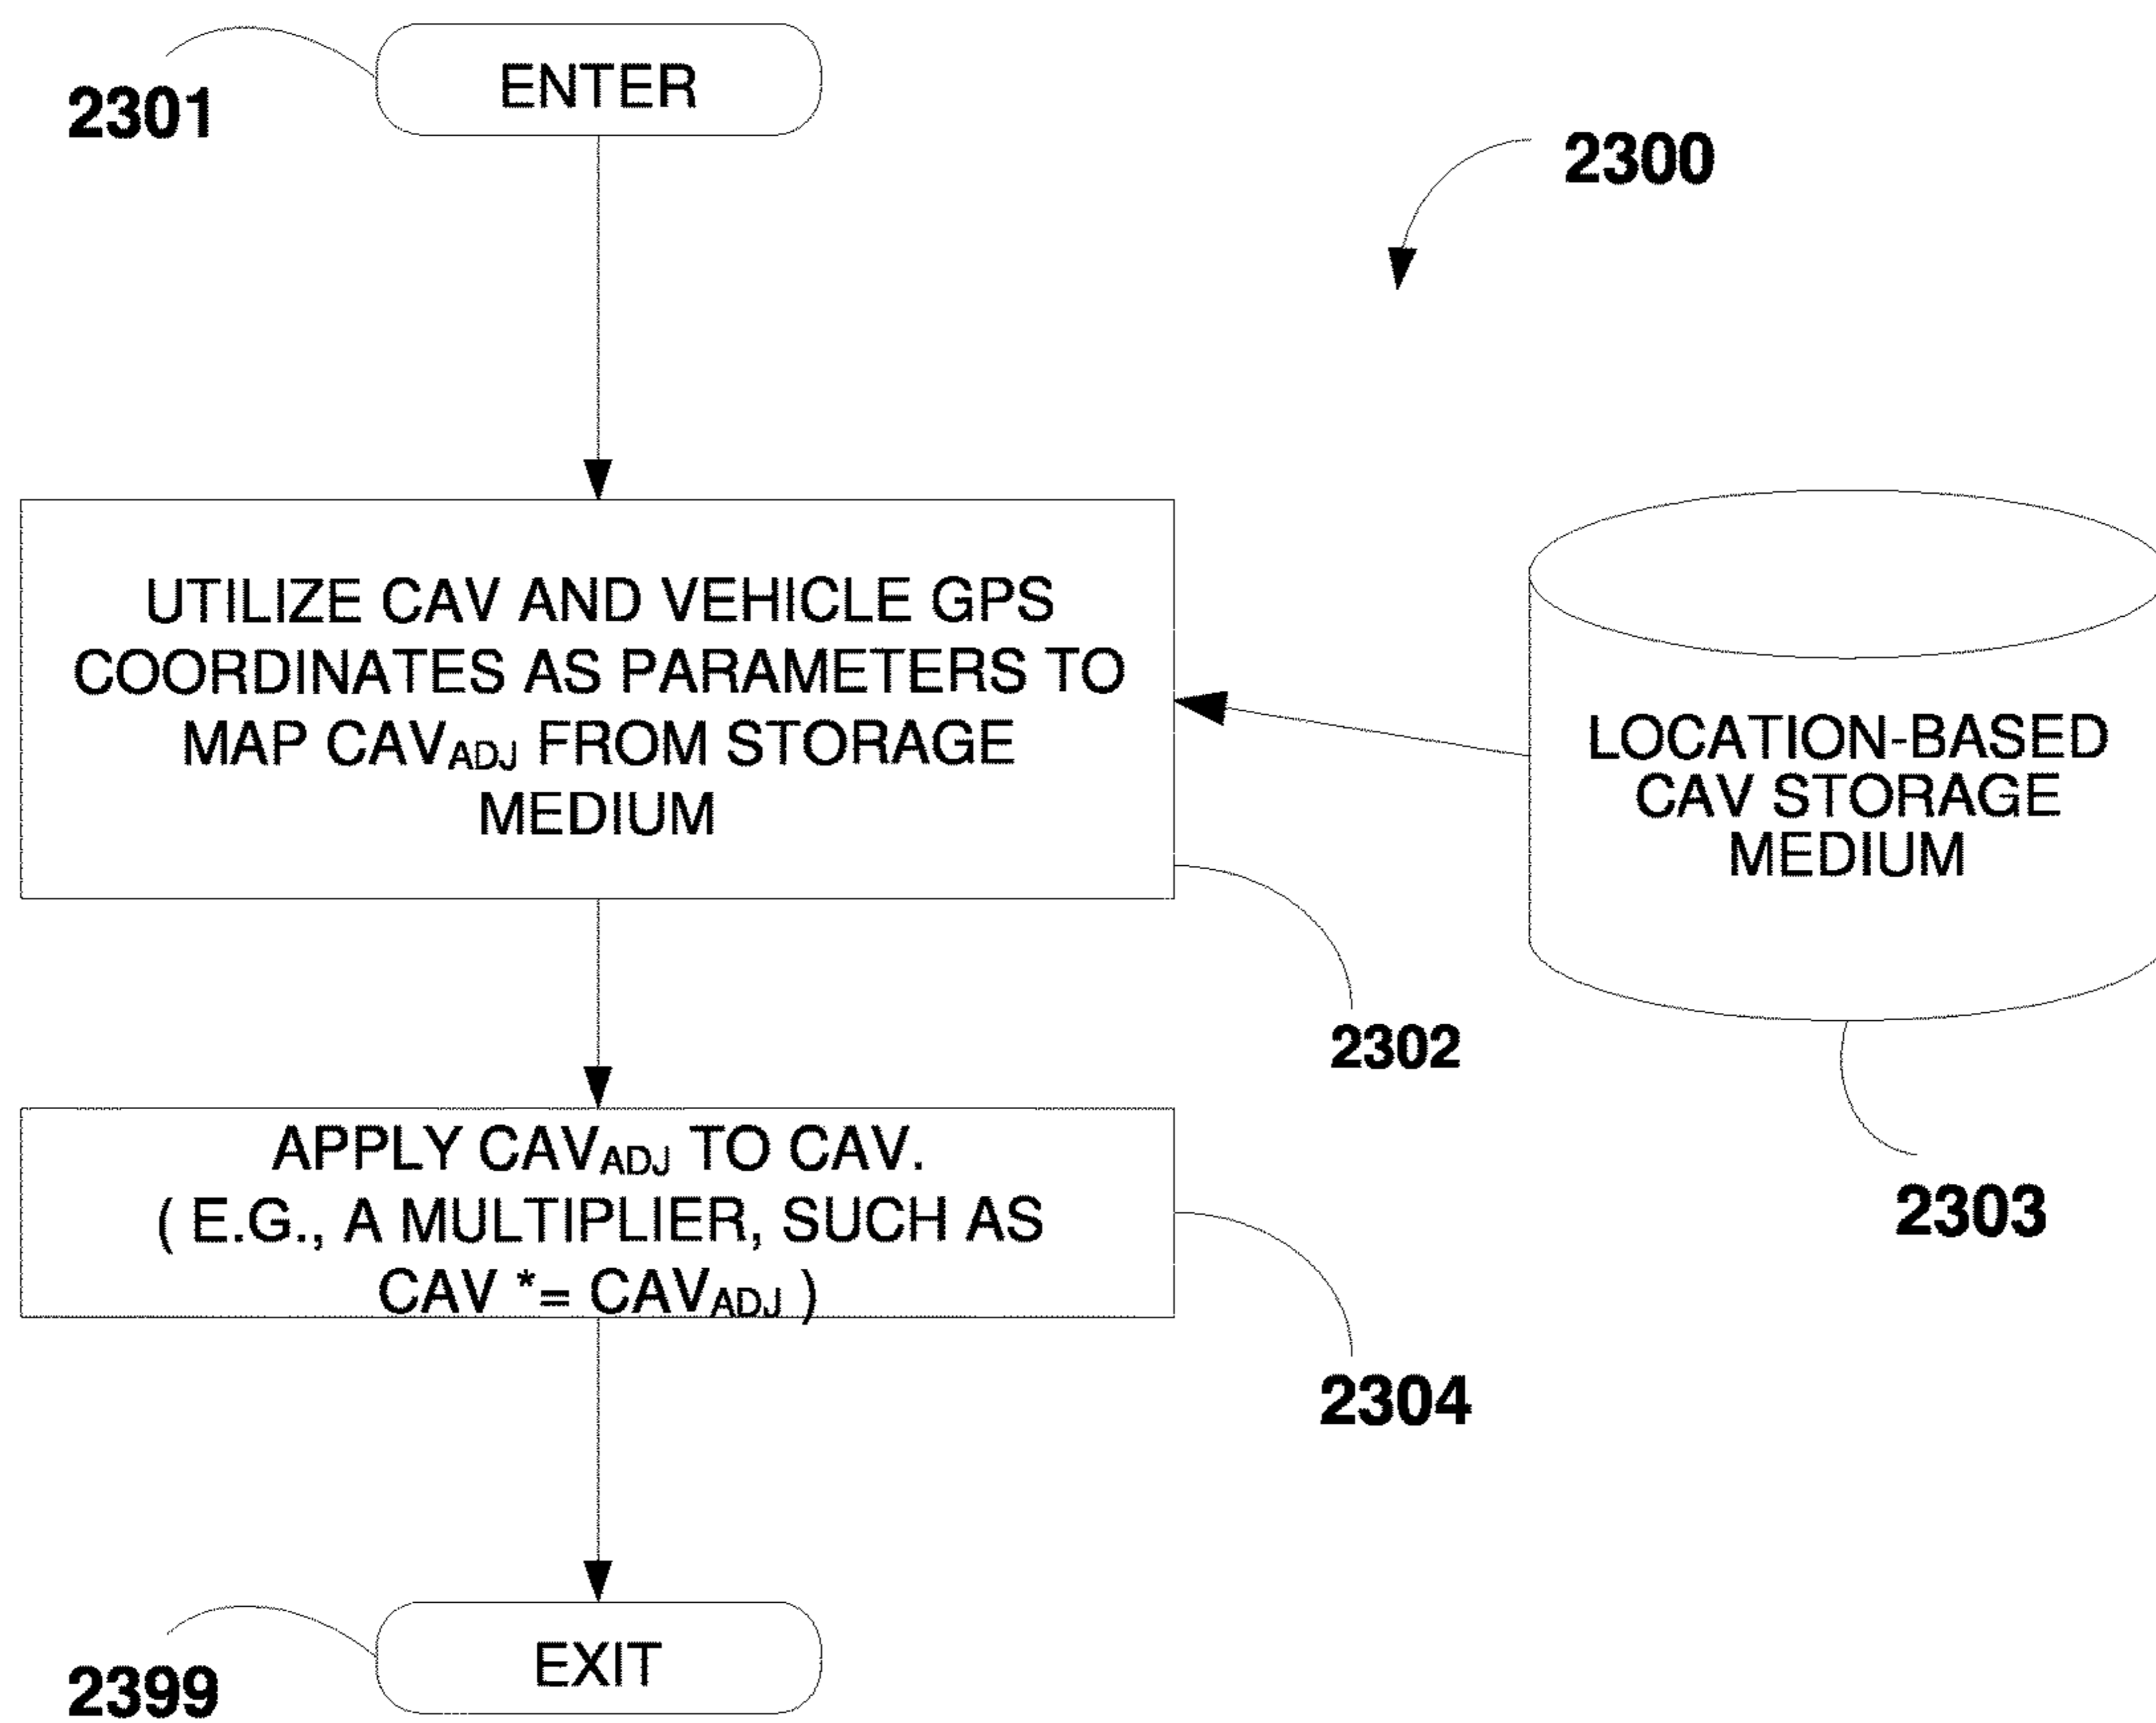 ENTER
2301
2300
UTILIZE CAV AND VEHICLE GPS
COORDINATES AS PARAMETERS TO
MAP CAVADJ FROM STORAGE
MEDIUM
LOCATION-BASED
CAV STORAGE
MEDIUM
2302
2303
APPLY CAVADJ TO CAV.
( E.G., A MULTIPLIER, SUCH AS
CAV *= CAVADJ )
2304
EXIT
2399